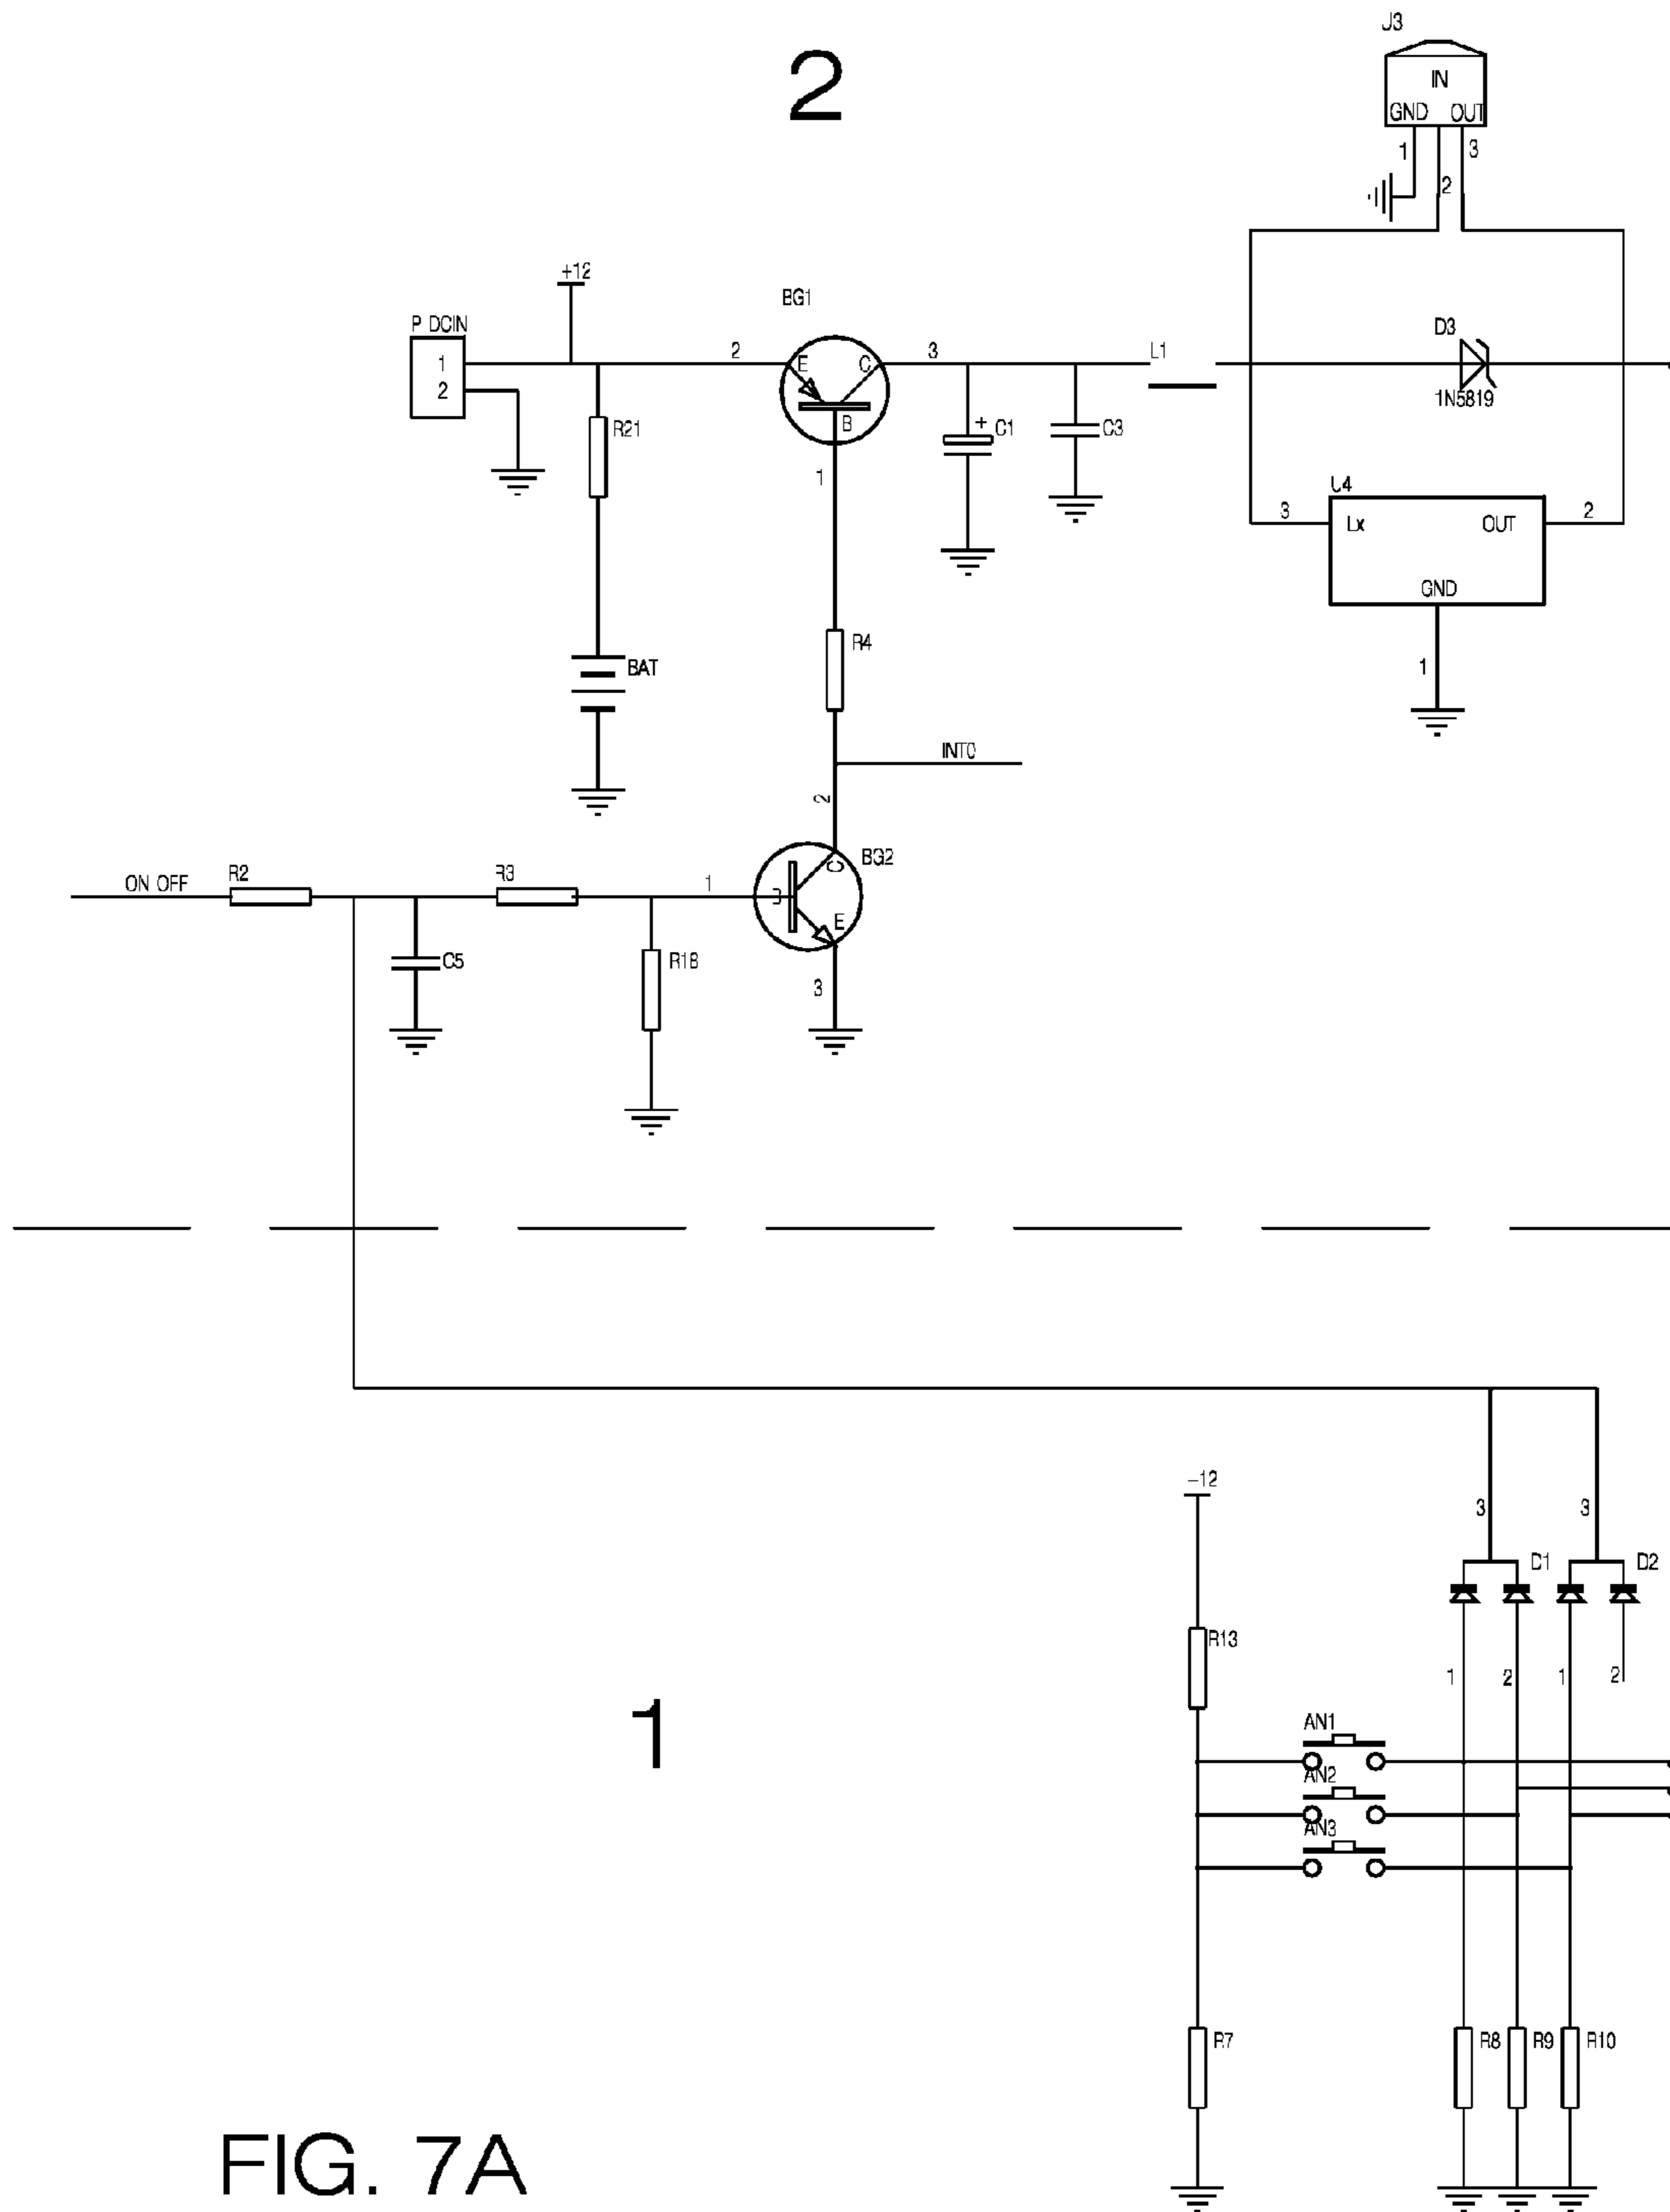 J3
2
IN
GND OUT
1 3
2
+12
BG1
P DCIN
1
2
2
E
C
B
3
L1
D3
1N5819
R21
+
C1
C3
1
U4
3
Lx
OUT
2
GND
1
R4
BAT
INT0
2
ON OFF
R2
R3
1
C
BG2
E
C5
R18
3
-12
3
3
D1
D2
R13
1
2
1
2
1
AN1
AN2
AN3
R7
R8
R9
R10
FIG. 7A